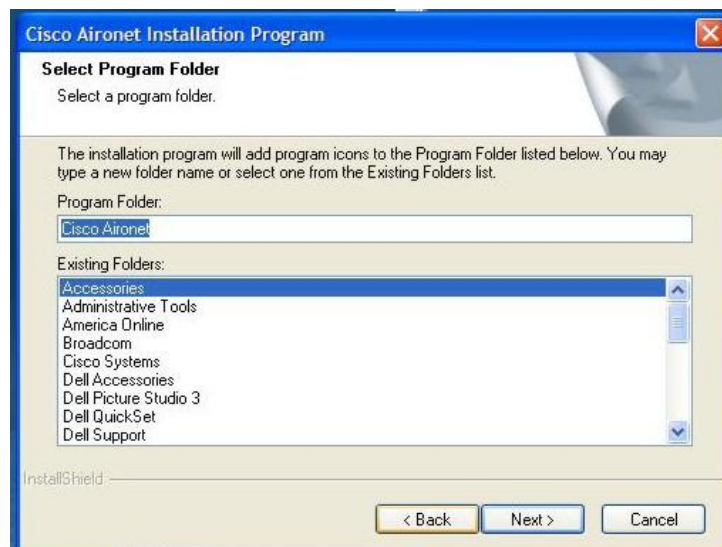 Cisco Aironet Installation Program
Select Program Folder
Select a program folder.
The installation program will add program icons to the Program Folder listed below. You may
type a new folder name or select one from the Existing Folders list.
Program Folder:
Cisco Aironet
Existing Folders:
Accessories
Administrative Tools
America Online
Broadcom
Cisco Systems
Dell Accessories
Dell Picture Studio 3
Dell QuickSet
Dell Support
InstallShield
< Back
Next >
Cancel